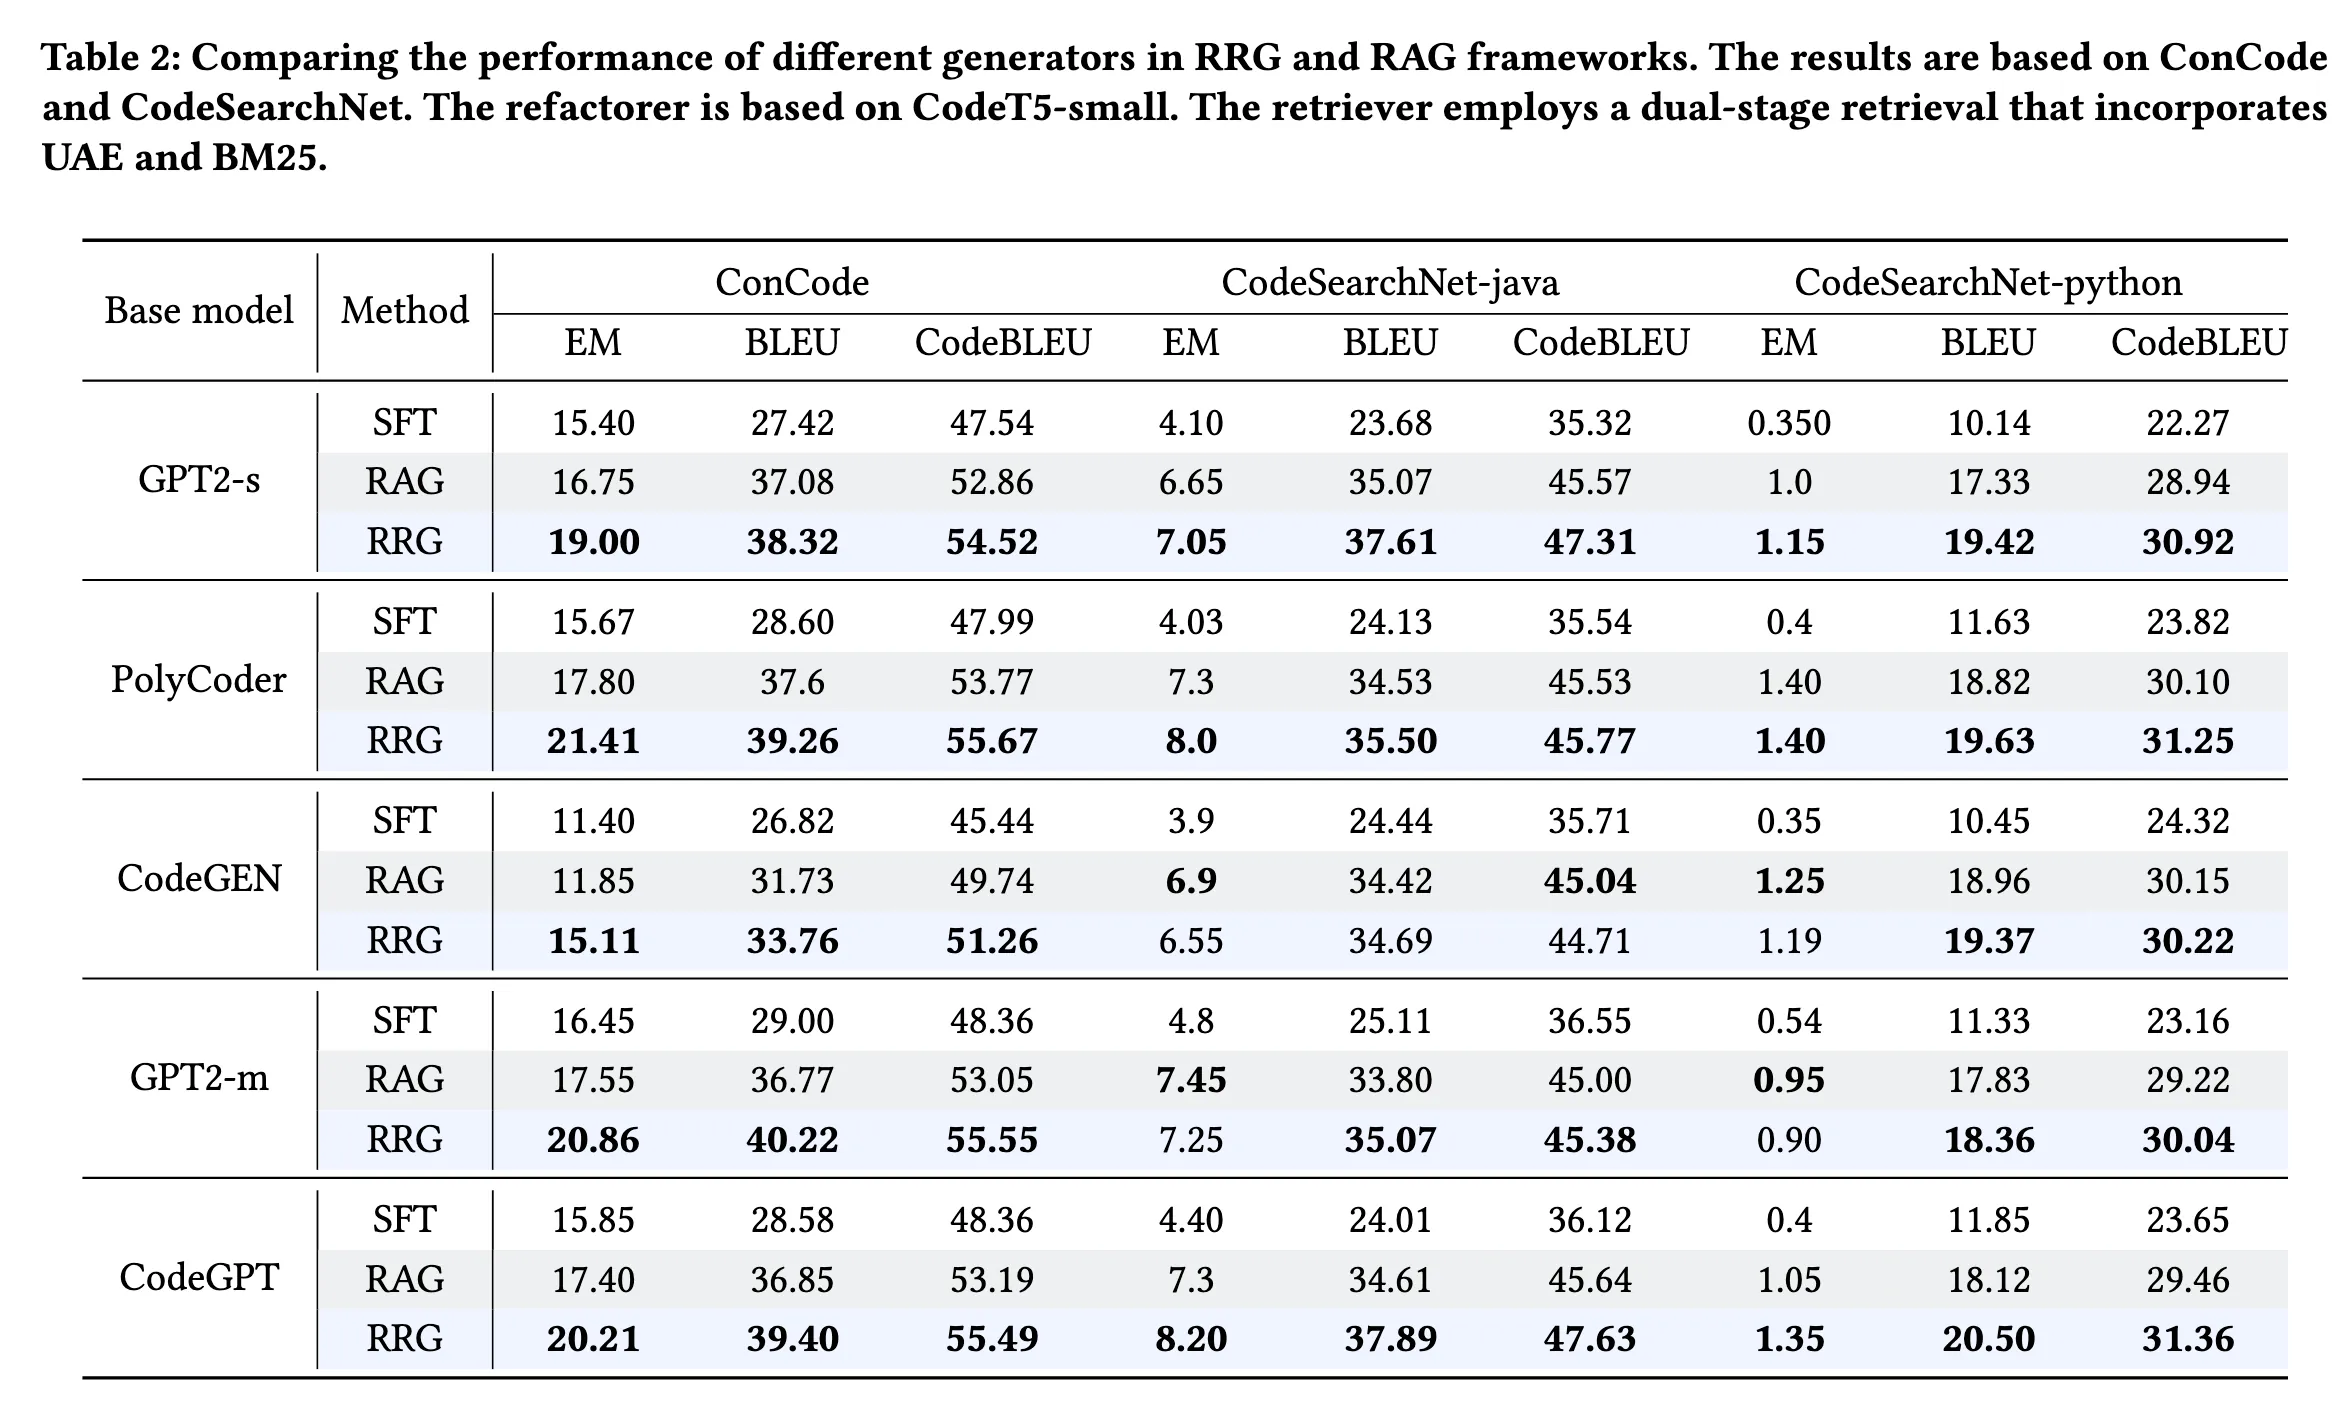 Table 2: Comparing the performance of different generators in RRG and RAG frameworks. The results are based on ConCode
and CodeSearchNet. The refactorer is based on CodeT5-small. The retriever employs a dual-stage retrieval that incorporates
UAE and BM25.
Base model Method ConCode CodeSearchNet-java CodeSearchNet-python
EM BLEU CodeBLEU EM BLEU CodeBLEU EM BLEU CodeBLEU
GPT2-s
SFT 15.40 27.42 47.54 4.10 23.68 35.32 0.350 10.14 22.27
RAG 16.75 37.08 52.86 6.65 35.07 45.57 1.0 17.33 28.94
RRG 19.00 38.32 54.52 7.05 37.61 47.31 1.15 19.42 30.92
PolyCoder
SFT 15.67 28.60 47.99 4.03 24.13 35.54 0.4 11.63 23.82
RAG 17.80 37.6 53.77 7.3 34.53 45.53 1.40 18.82 30.10
RRG 21.41 39.26 55.67 8.0 35.50 45.77 1.40 19.63 31.25
CodeGEN
SFT 11.40 26.82 45.44 3.9 24.44 35.71 0.35 10.45 24.32
RAG 11.85 31.73 49.74 6.9 34.42 45.04 1.25 18.96 30.15
RRG 15.11 33.76 51.26 6.55 34.69 44.71 1.19 19.37 30.22
GPT2-m
SFT 16.45 29.00 48.36 4.8 25.11 36.55 0.54 11.33 23.16
RAG 17.55 36.77 53.05 7.45 33.80 45.00 0.95 17.83 29.22
RRG 20.86 40.22 55.55 7.25 35.07 45.38 0.90 18.36 30.04
CodeGPT
SFT 15.85 28.58 48.36 4.40 24.01 36.12 0.4 11.85 23.65
RAG 17.40 36.85 53.19 7.3 34.61 45.64 1.05 18.12 29.46
RRG 20.21 39.40 55.49 8.20 37.89 47.63 1.35 20.50 31.36